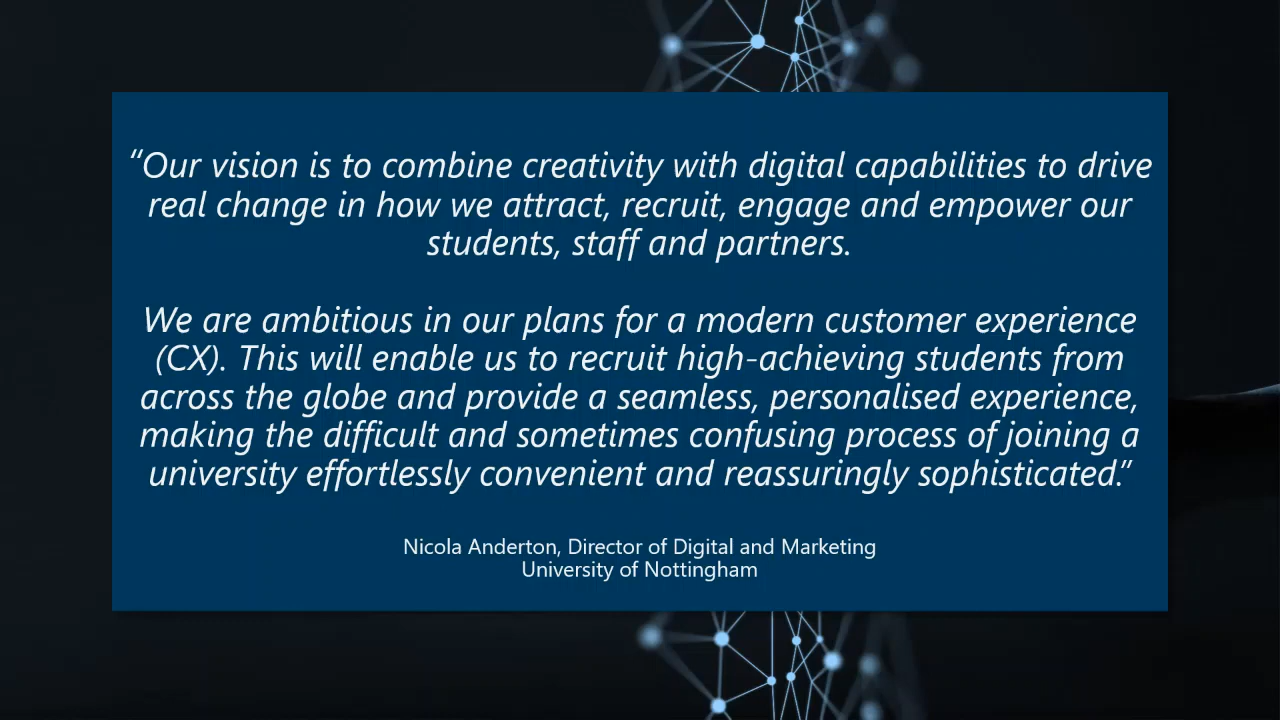 “Our vision is to combine creativity with digital capabilities to drive
real change in how we attract, recruit, engage and empower our
students, staff and partners.
We are ambitious in our plans for a modern customer experience
(CX). This will enable us to recruit high-achieving students from
across the globe and provide a seamless, personalised experience,
making the difficult and sometimes confusing process of joining a
university effortlessly convenient and reassuringly sophisticated.”
Nicola Anderton, Director of Digital and Marketing
University of Nottingham